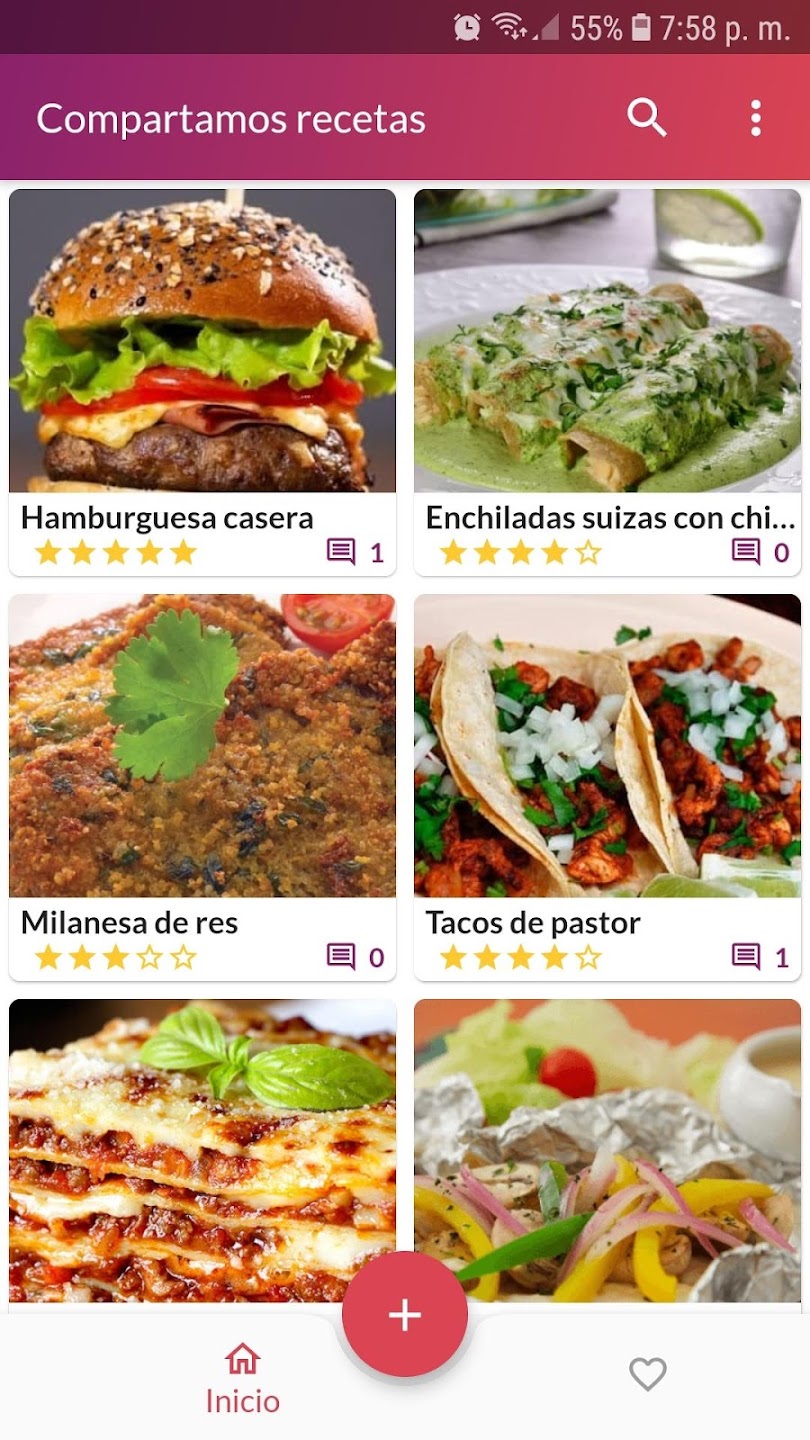 55% 7:58 p. m.
Compartamos recetas
Hamburguesa casera
1
Enchiladas suizas con chi...
0
Milanesa de res
0
Tacos de pastor
1
Inicio